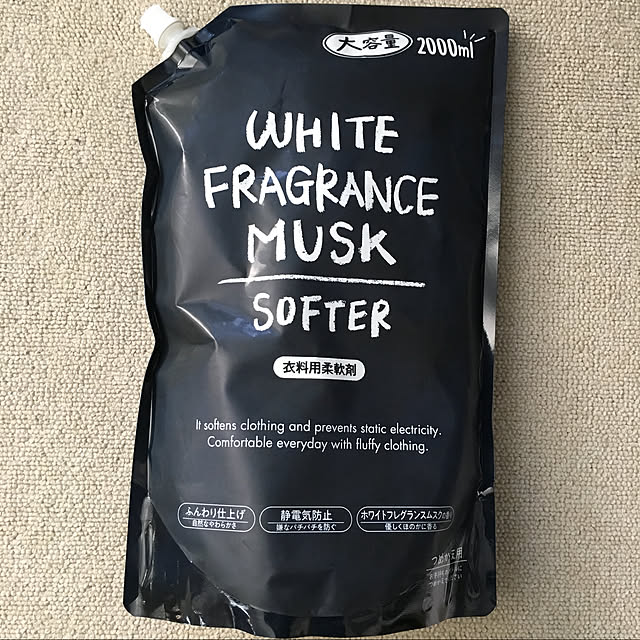 大容量 2000ml
WHITE
FRAGRANCE
MUSK
SOFTER
衣料用柔軟剤
It softens clothing and prevents static electricity.
Comfortable everyday with fluffy clothing.
ふんわり仕上げ
自然なやわらかさ
静電気防止
嫌なパチパチを防ぐ
ホワイトフレグランスムスクの香り
優しくほのかに香る
つめかえ用